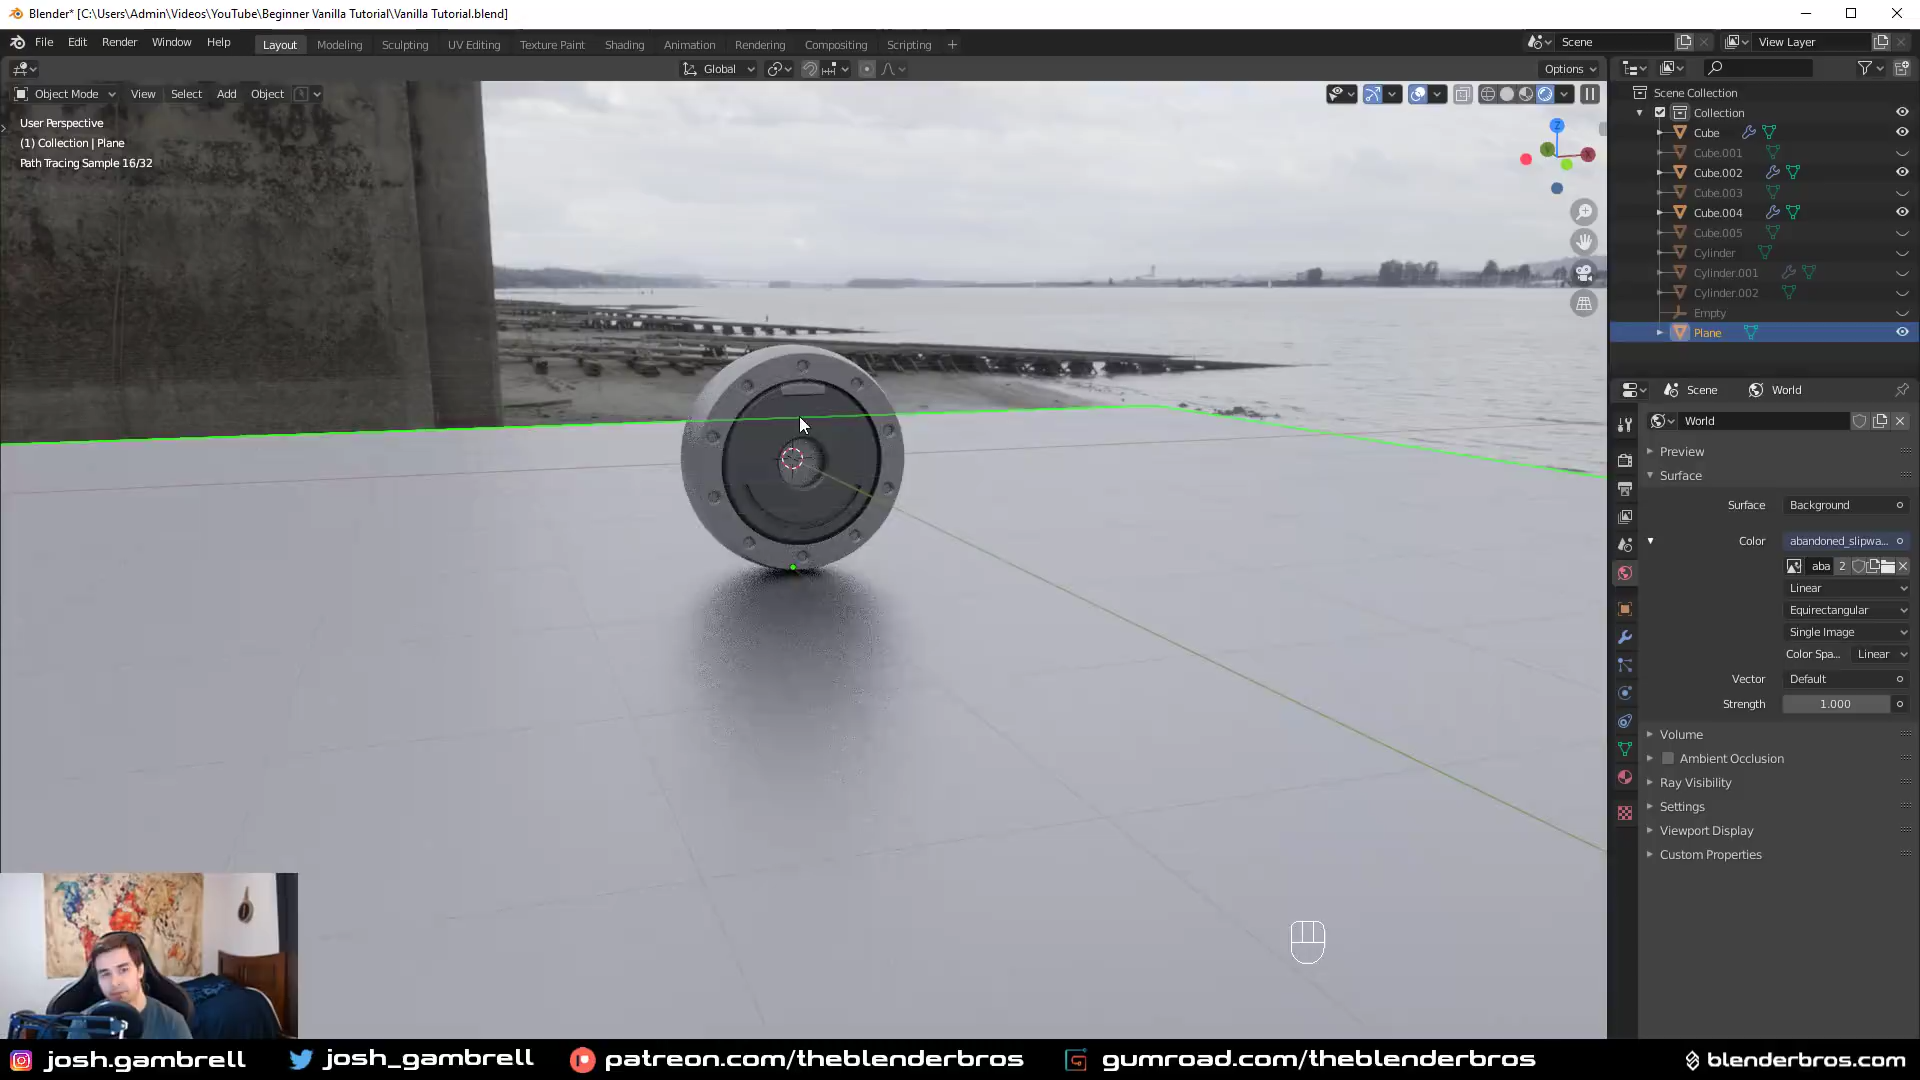 Blender* [C:\Users\Admin\Videos\YouTube\Beginner Vanilla Tutorial\Vanilla Tutorial.blend]
File Edit Render Window Help Layout Modeling Sculpting UV Editing Texture Paint Shading Animation Rendering Compositing Scripting + Scene View Layer
Global Options
Object Mode View Select Add Object
User Perspective
(1) Collection | Plane
Path Tracing Sample 16/32
Z
Scene Collection
Collection
Cube
Cube.001
Cube.002
Cube.003
Cube.004
Cube.005
Cylinder
Cylinder.001
Cylinder.002
Empty
Plane
Scene World
World
Preview
Surface
Surface Background
Color abandoned_slipwa...
aba 2
Linear
Equirectangular
Single Image
Color Spa... Linear
Vector Default
Strength 1.000
Volume
Ambient Occlusion
Ray Visibility
Settings
Viewport Display
Custom Properties
josh.gambrell josh_gambrell patreon.com/theblenderbros gumroad.com/theblenderbros blenderbros.com